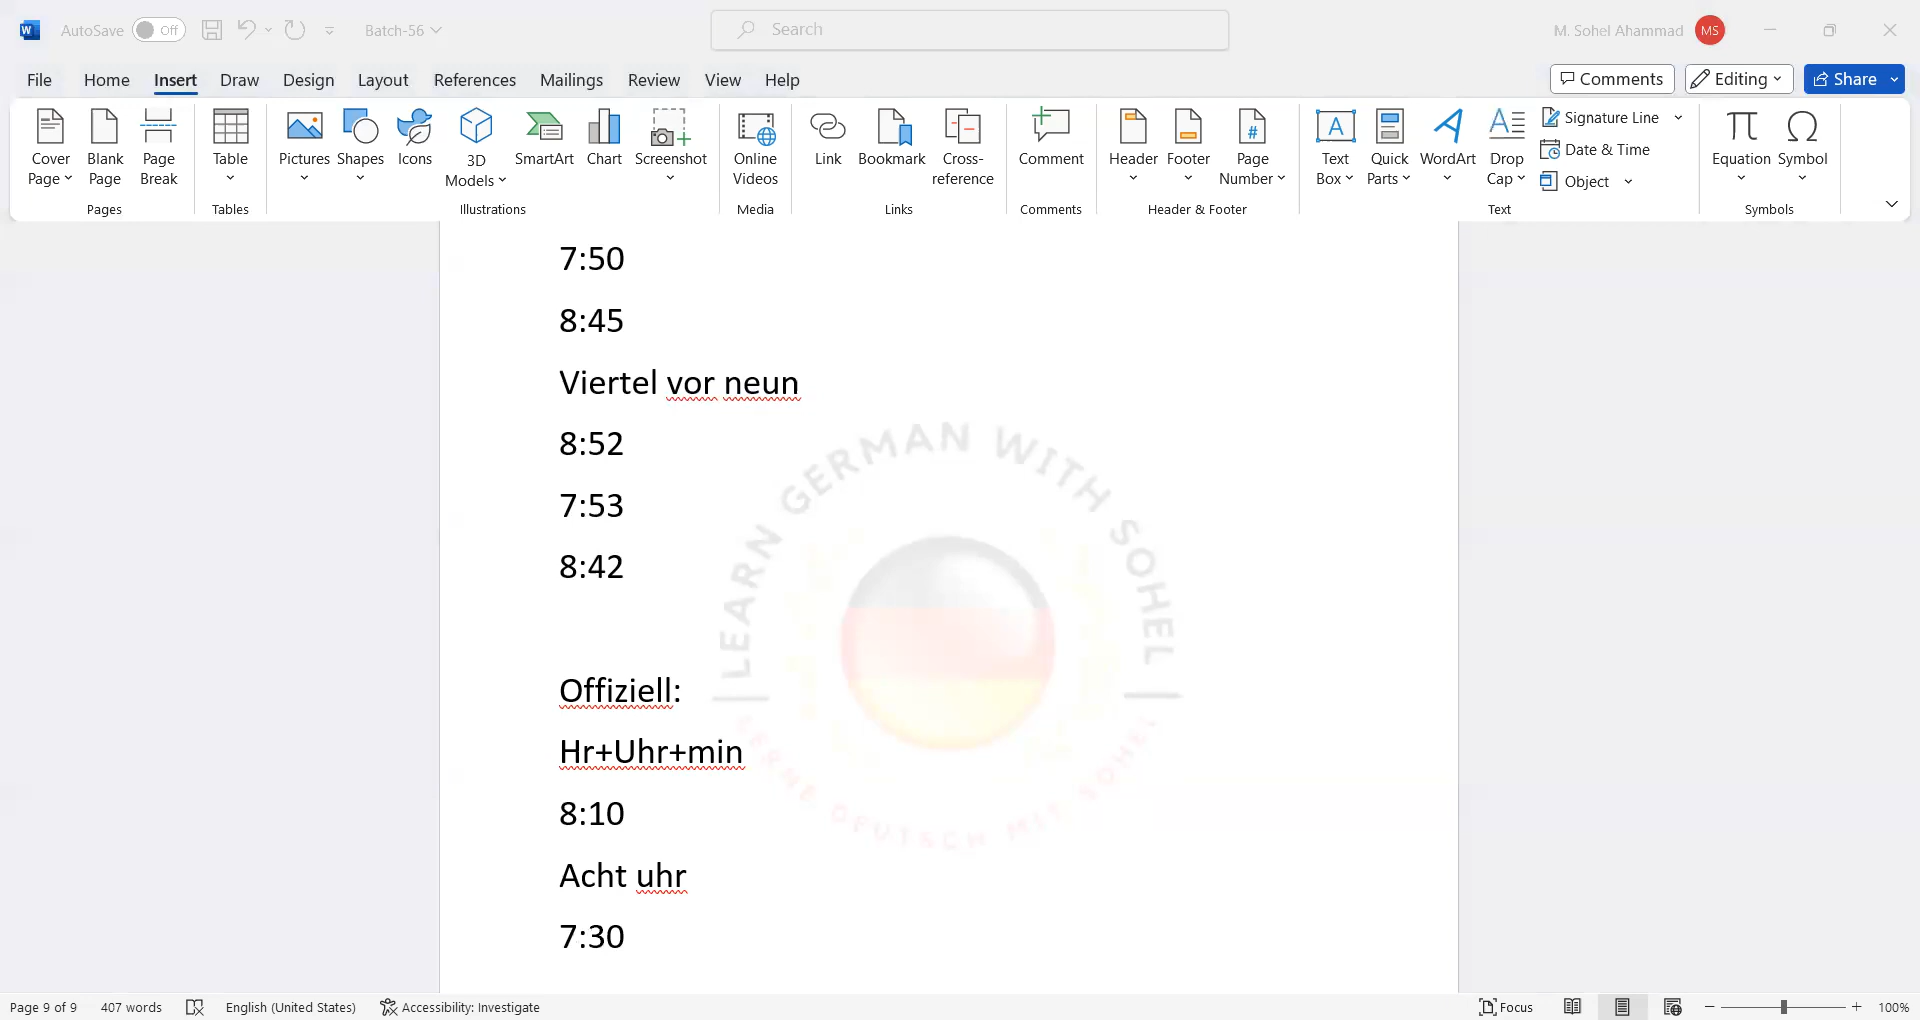 AutoSave Off Batch-56 Search M. Sohel Ahammad MS
File Home Insert Draw Design Layout References Mailings Review View Help Comments Editing Share
Cover Page
Blank Page
Page Break
Pages
Table
Tables
Pictures
Shapes
Icons
3D Models
SmartArt
Chart
Screenshot
Illustrations
Online Videos
Media
Link
Bookmark
Cross-reference
Links
Comment
Comments
Header
Footer
Page Number
Header & Footer
Text Box
Quick Parts
WordArt
Drop Cap
Signature Line
Date & Time
Object
Text
Equation
Symbol
Symbols
7:50
8:45
Viertel vor neun
8:52
7:53
8:42
Offiziell:
Hr+Uhr+min
8:10
Acht uhr
7:30
LEARN GERMAN WITH SOHEL
LERNE DEUTSCH MIT SOHEL
Page 9 of 9 407 words English (United States) Accessibility: Investigate Focus 100%